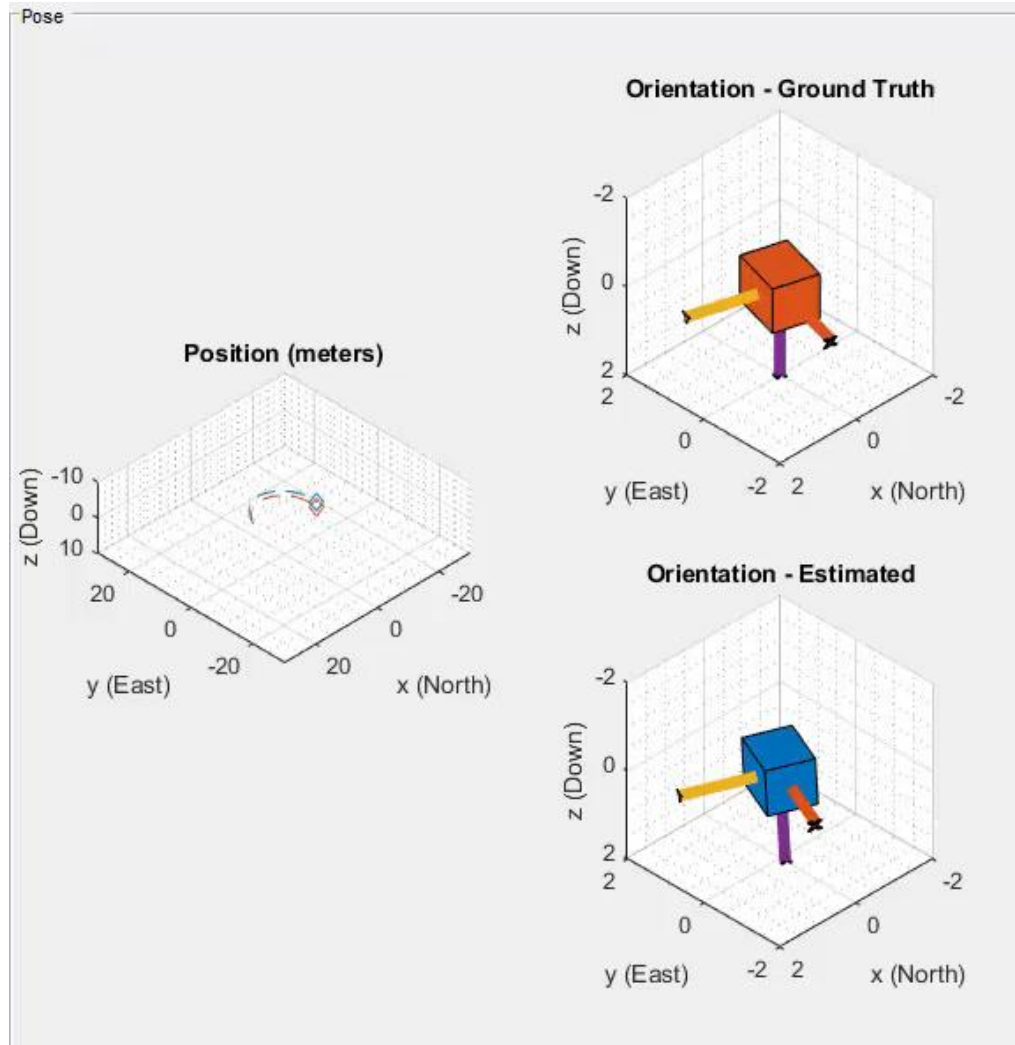 Pose
Position (meters)
-10
0
10
z (Down)
20
0
-20
y (East)
20
0
-20
x (North)
Orientation - Ground Truth
-2
0
2
z (Down)
2
0
-2
y (East)
2
0
-2
x (North)
Orientation - Estimated
-2
0
2
z (Down)
2
0
-2
y (East)
2
0
-2
x (North)